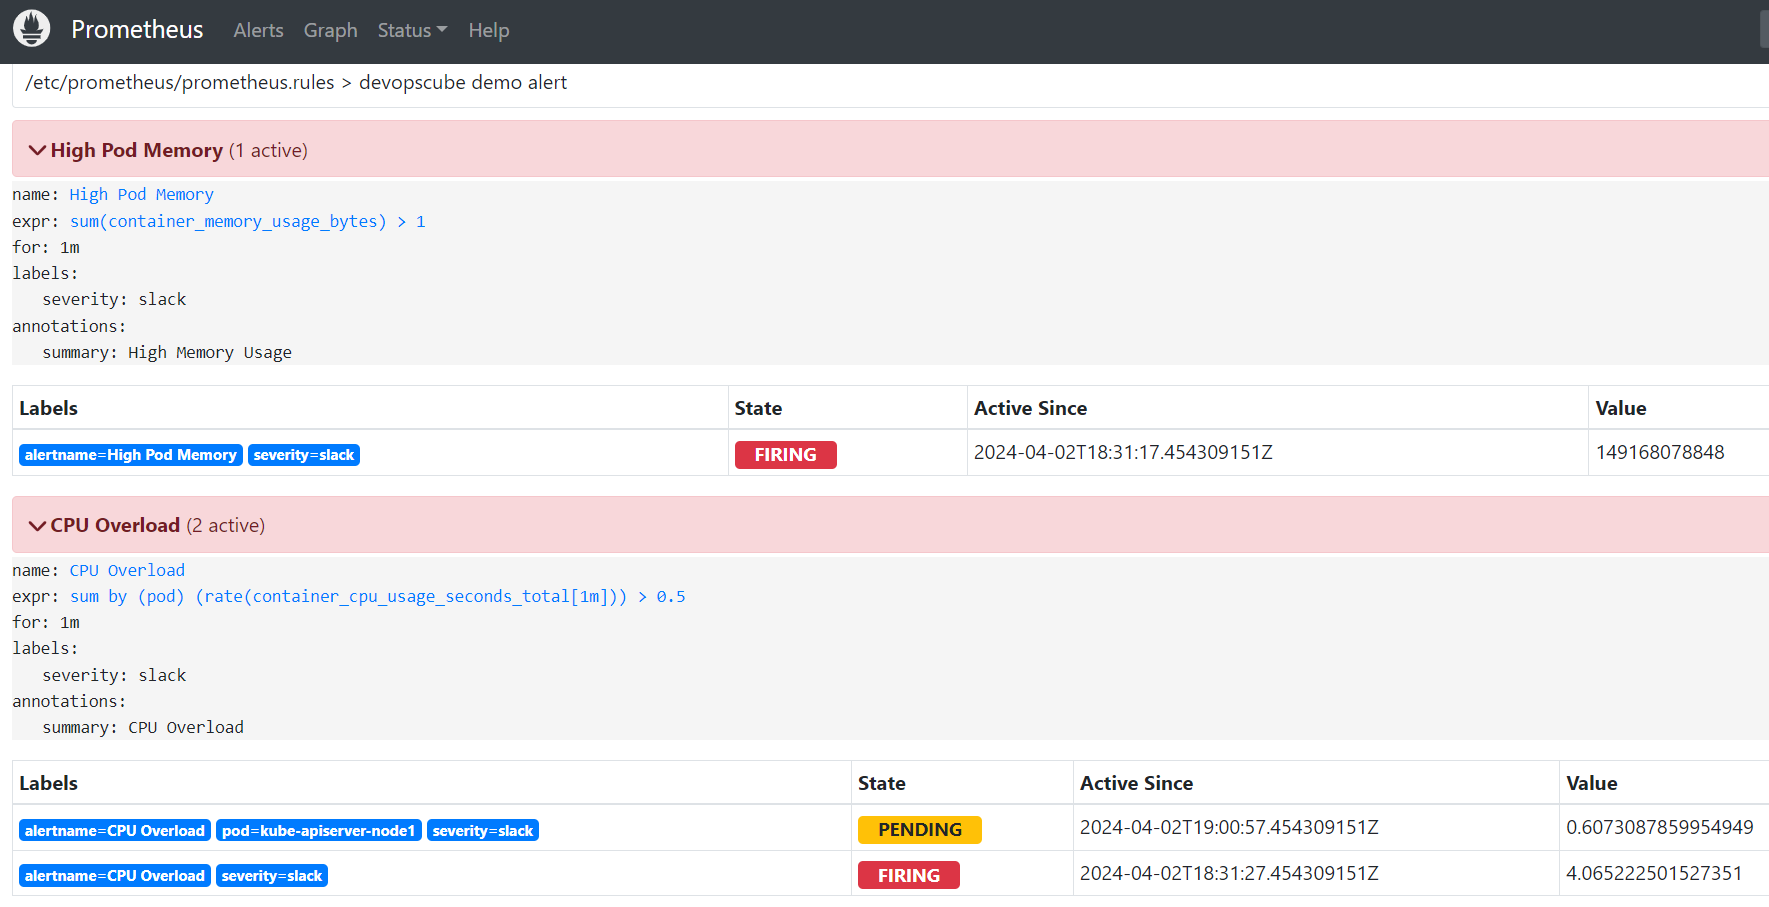 Prometheus Alerts Graph Status Help
/etc/prometheus/prometheus.rules > devopscube demo alert
High Pod Memory (1 active)
name: High Pod Memory
expr: sum(container_memory_usage_bytes) > 1
for: 1m
labels:
severity: slack
annotations:
summary: High Memory Usage
Labels State Active Since Value
alertname=High Pod Memory severity=slack FIRING 2024-04-02T18:31:17.454309151Z 149168078848
CPU Overload (2 active)
name: CPU Overload
expr: sum by (pod) (rate(container_cpu_usage_seconds_total[1m])) > 0.5
for: 1m
labels:
severity: slack
annotations:
summary: CPU Overload
Labels State Active Since Value
alertname=CPU Overload pod=kube-apiserver-node1 severity=slack PENDING 2024-04-02T19:00:57.454309151Z 0.6073087859954949
alertname=CPU Overload severity=slack FIRING 2024-04-02T18:31:27.454309151Z 4.065222501527351